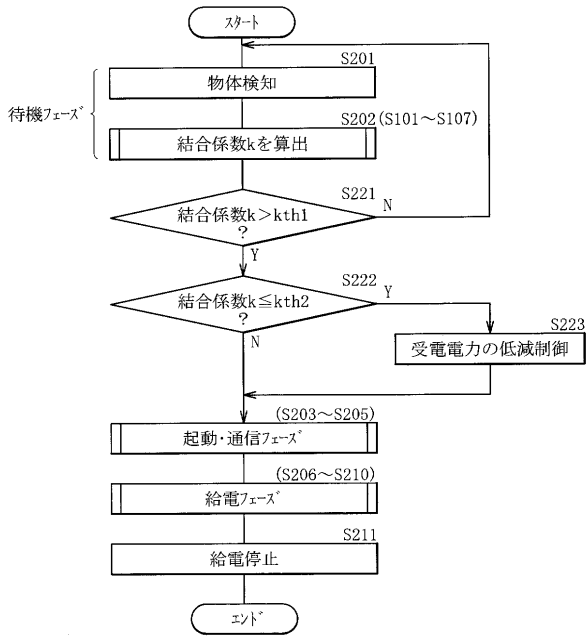 スタート
S201
物体検知
待機フェーズ
S202(S101～S107)
結合係数kを算出
S221
結合係数k＞kth1
?
N
Y
S222
結合係数k≦kth2
?
Y
N
S223
受電電力の低減制御
(S203～S205)
起動・通信フェーズ
(S206～S210)
給電フェーズ
S211
給電停止
エンド